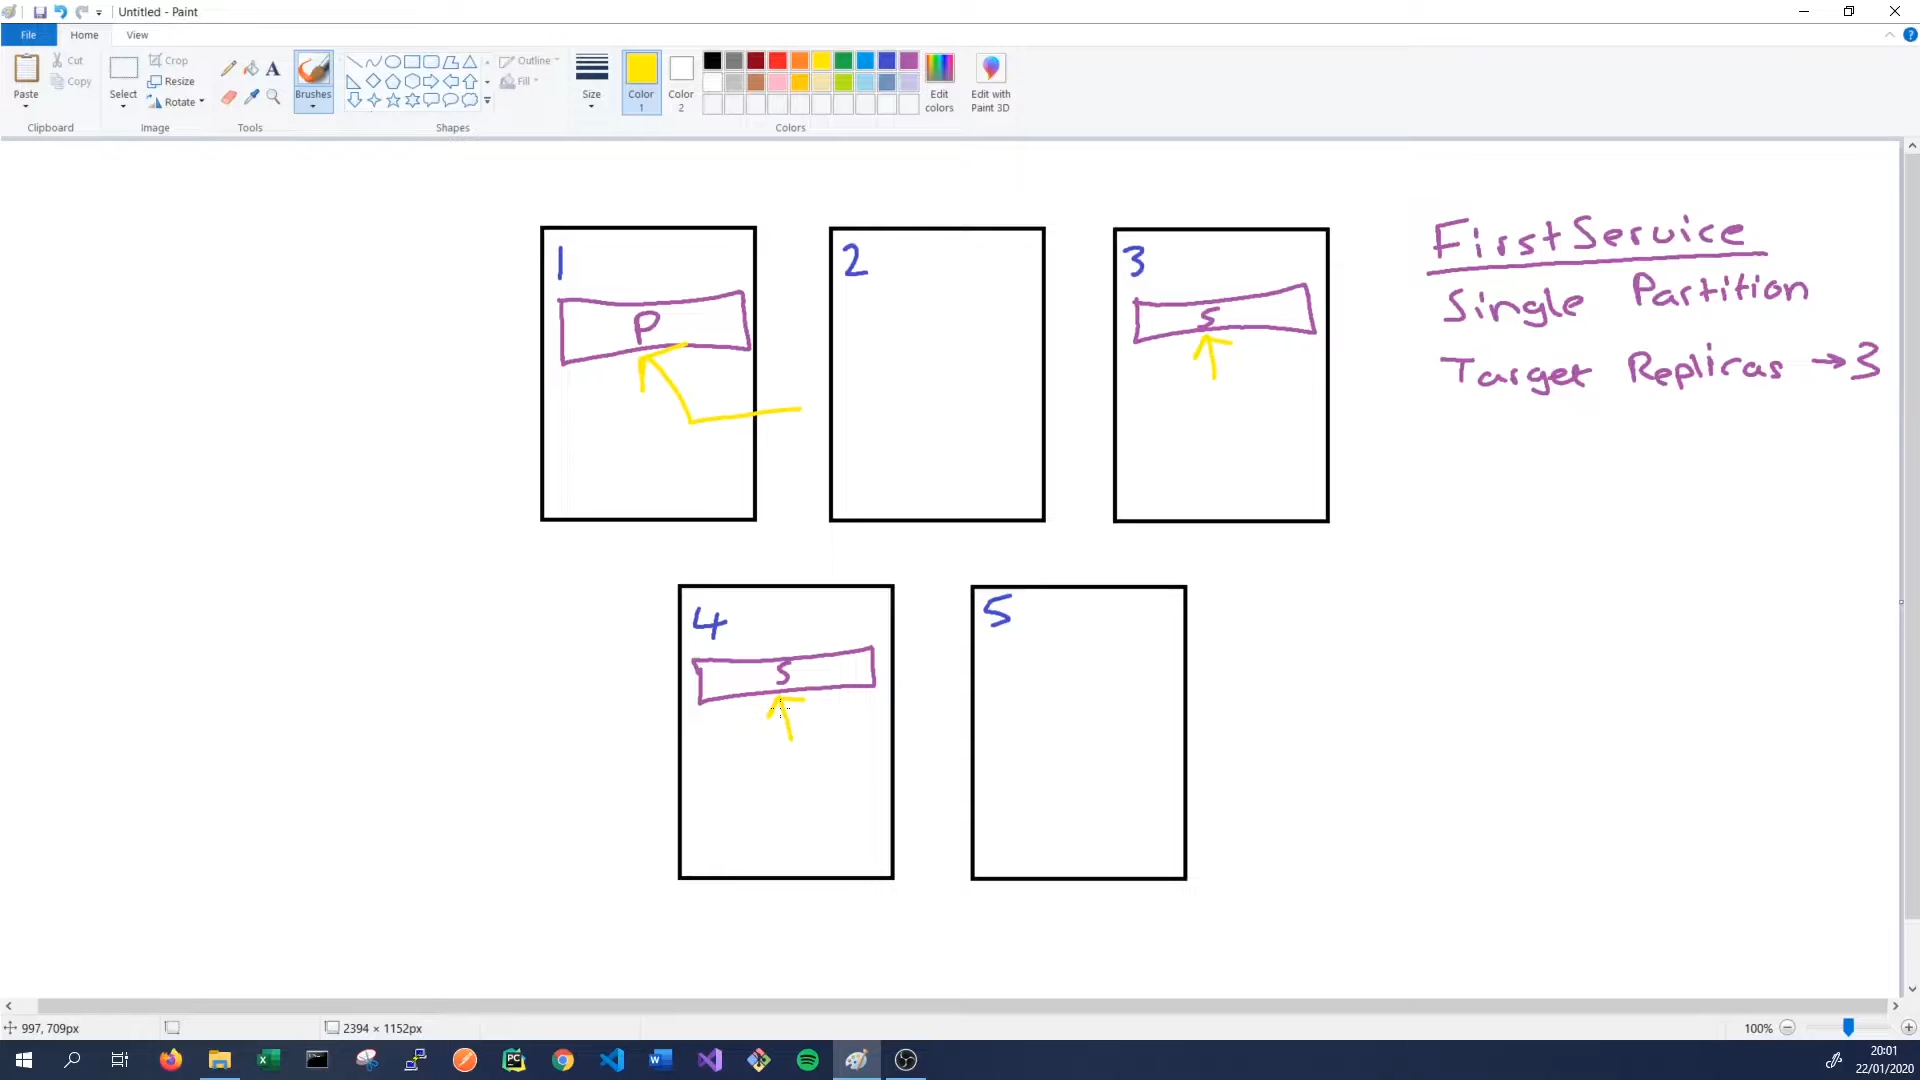 Untitled - Paint
File Home View
Paste Cut Copy Clipboard
Select Crop Resize Rotate Image
Tools
Brushes
Outline Fill Shapes
Size
Color 1 Color 2 Edit colors Edit with Paint 3D Colors
1 2 3
P S
4 5
S
FirstService
Single Partition
Target Replicas → 3
997, 709px 2394 × 1152px 100%
20:01
22/01/2020